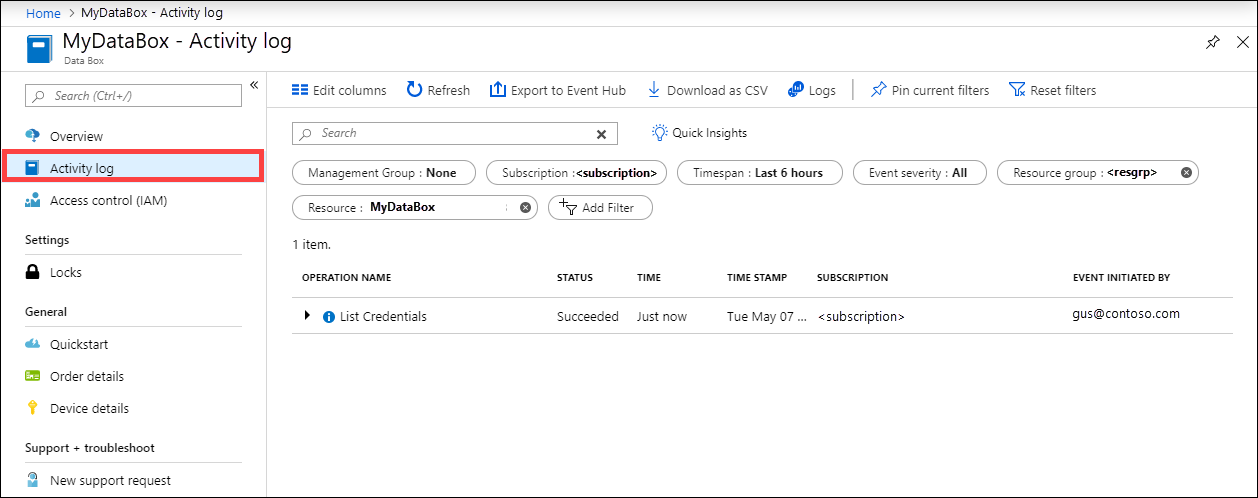 Home > MyDataBox - Activity log
MyDataBox - Activity log
Data Box
Search (Ctrl+/)
«
Overview
Activity log
Access control (IAM)
Settings
Locks
General
Quickstart
Order details
Device details
Support + troubleshoot
New support request
Edit columns Refresh Export to Event Hub Download as CSV Logs Pin current filters Reset filters
Search Quick Insights
Management Group : None Subscription :<subscription> Timespan : Last 6 hours Event severity : All Resource group : <resgrp>
Resource : MyDataBox Add Filter
1 item.
OPERATION NAME STATUS TIME TIME STAMP SUBSCRIPTION EVENT INITIATED BY
List Credentials Succeeded Just now Tue May 07 ... <subscription> gus@contoso.com